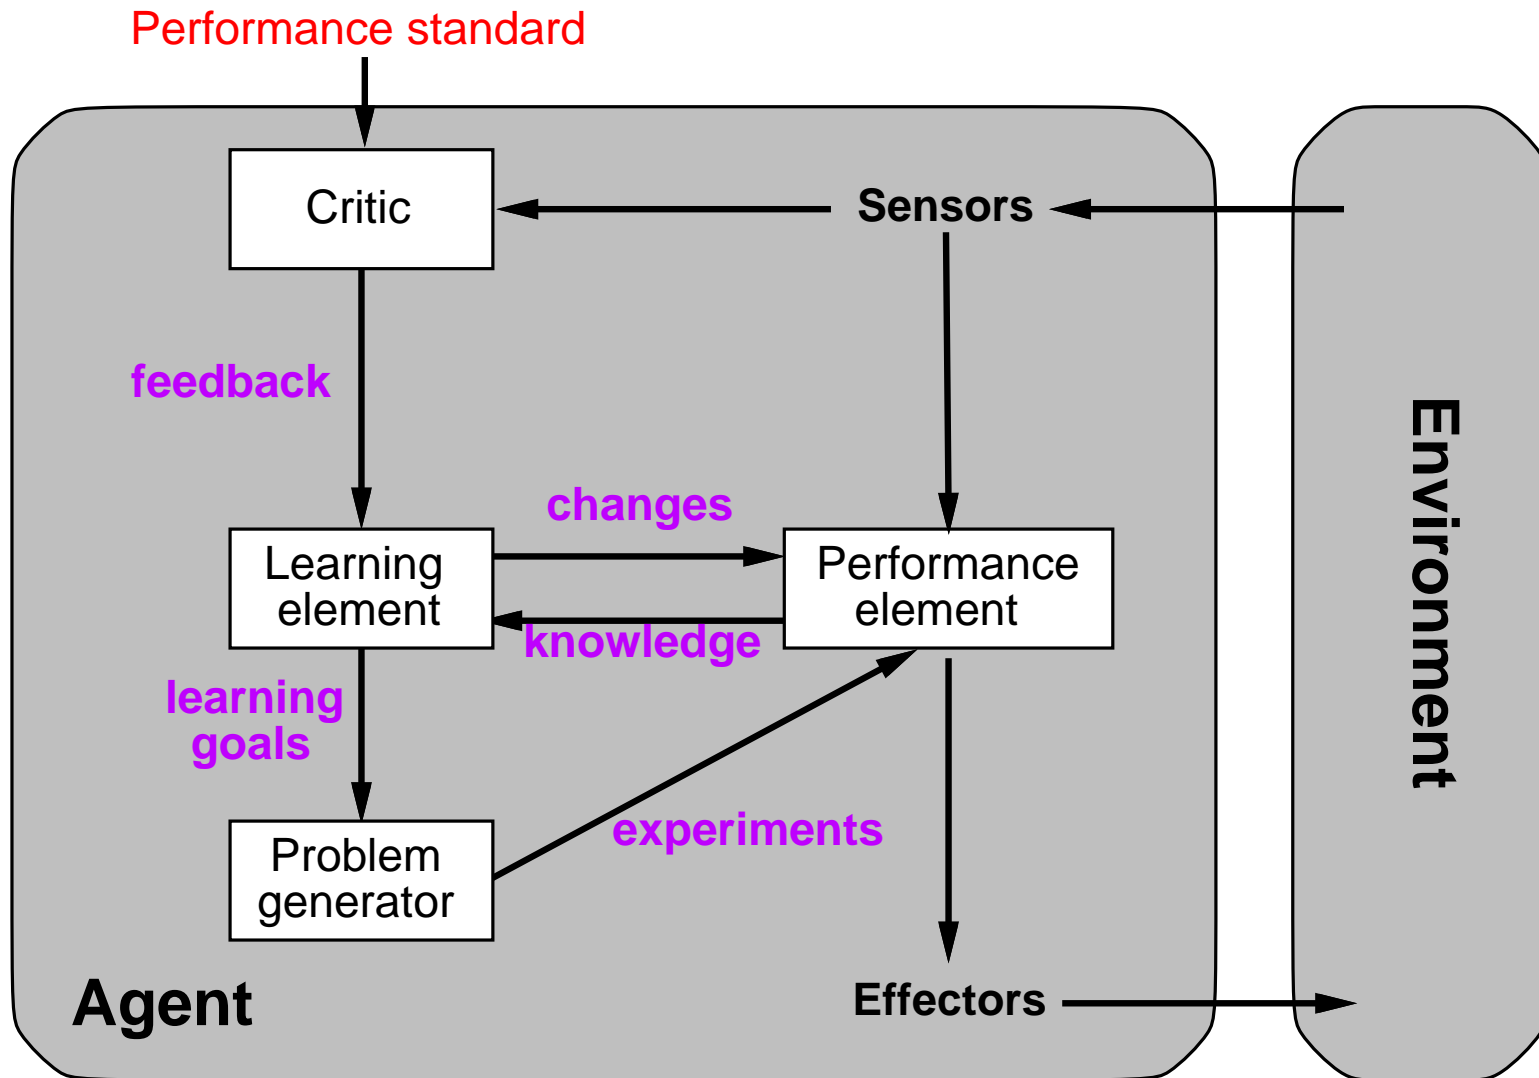 Performance standard
Critic
Sensors
feedback
changes
Learning
element
Performance
element
knowledge
learning
goals
experiments
Problem
generator
Agent
Effectors
Environment